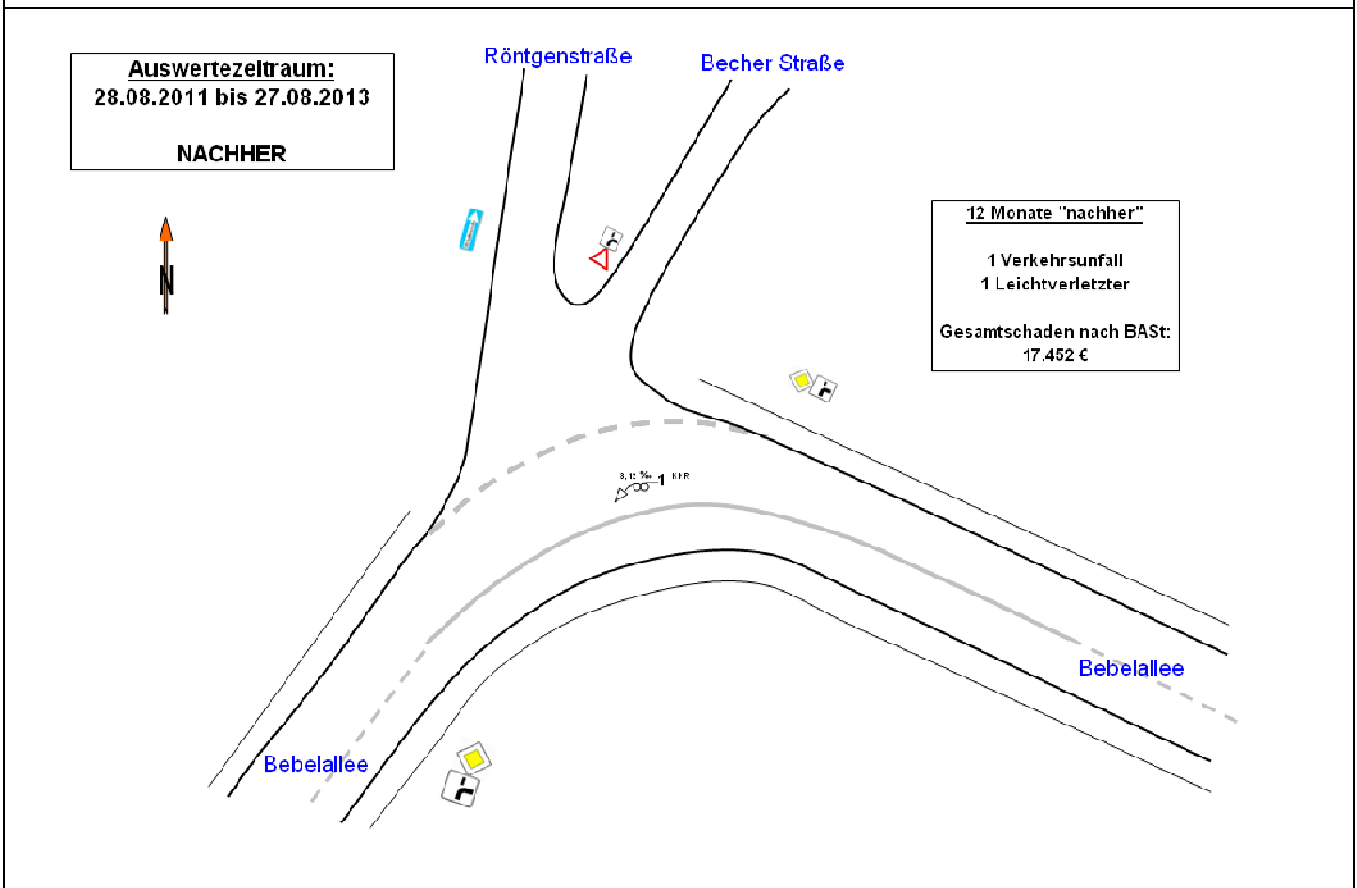 Röntgenstraße
Becher Straße
Auswertezeitraum:
28.08.2011 bis 27.08.2013
NACHHER
N
12 Monate "nachher"
1 Verkehrsunfall
1 Leichtverletzter
Gesamtschaden nach BASt:
17.452 €
1
Bebelallee
Bebelallee